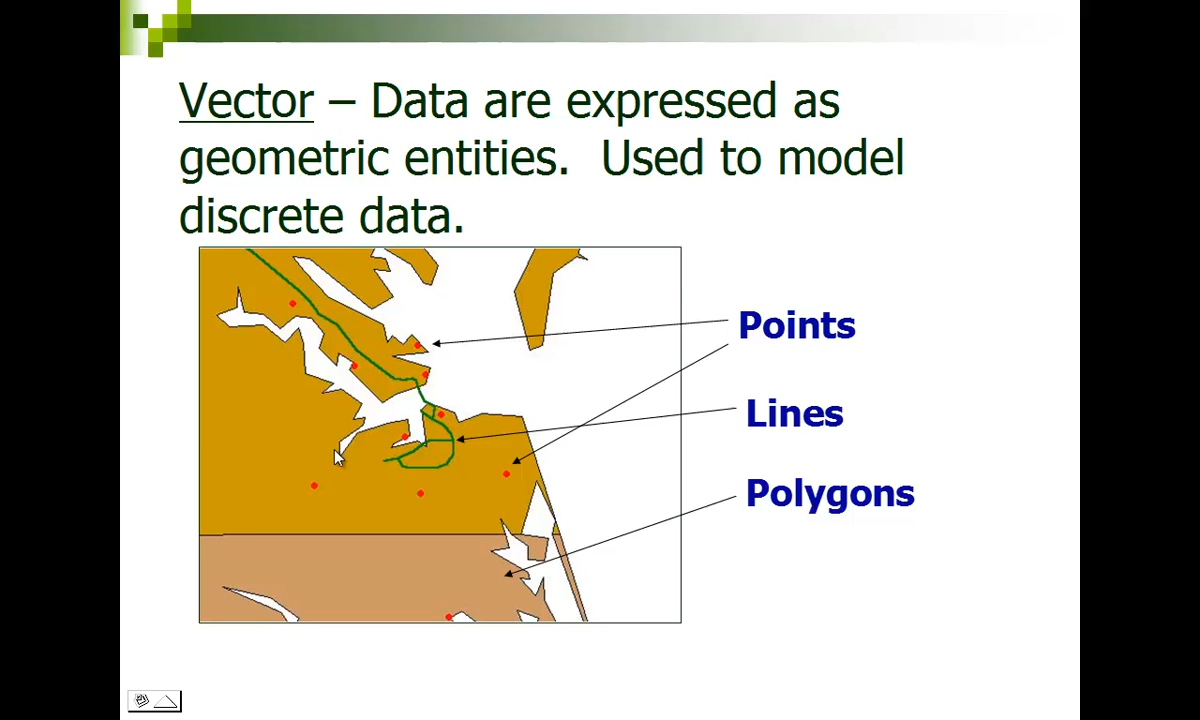 Vector – Data are expressed as
geometric entities.  Used to model
discrete data.
Points
Lines
Polygons